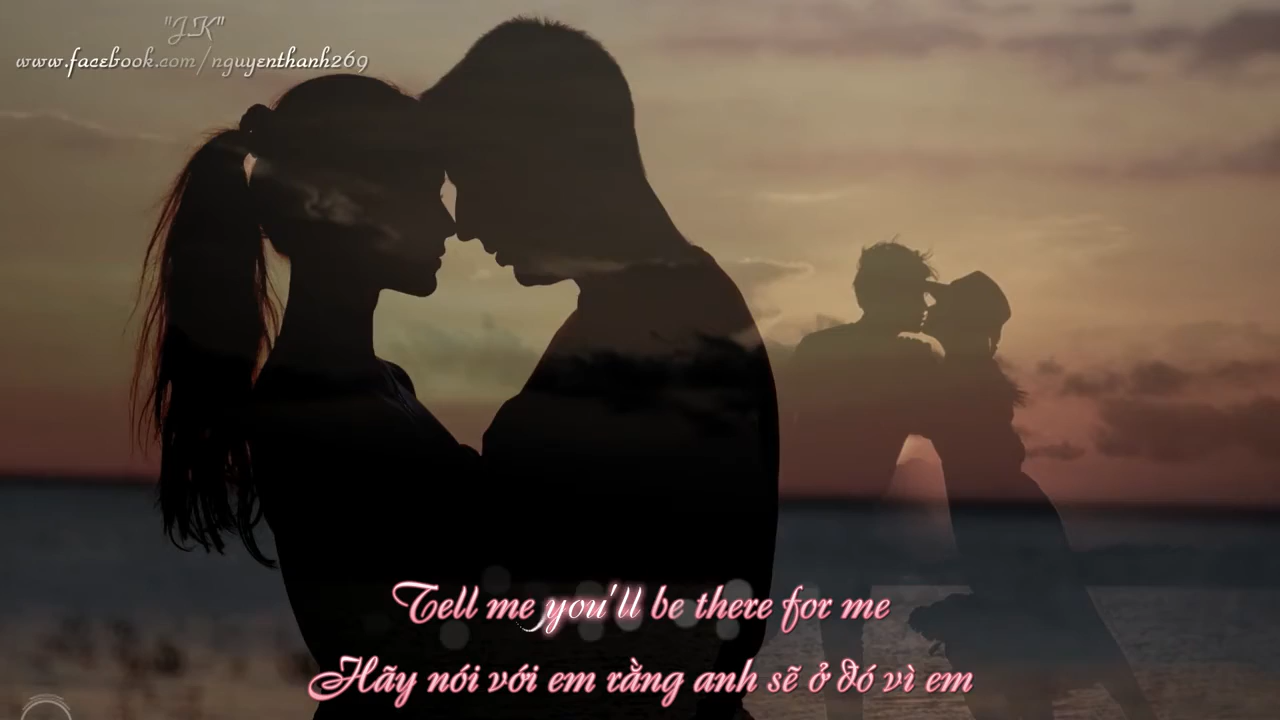 "J.K"
www.facebook.com/nguyenthanh269
Tell me you'll be there for me
Hãy nói với em rằng anh sẽ ở đó vì em